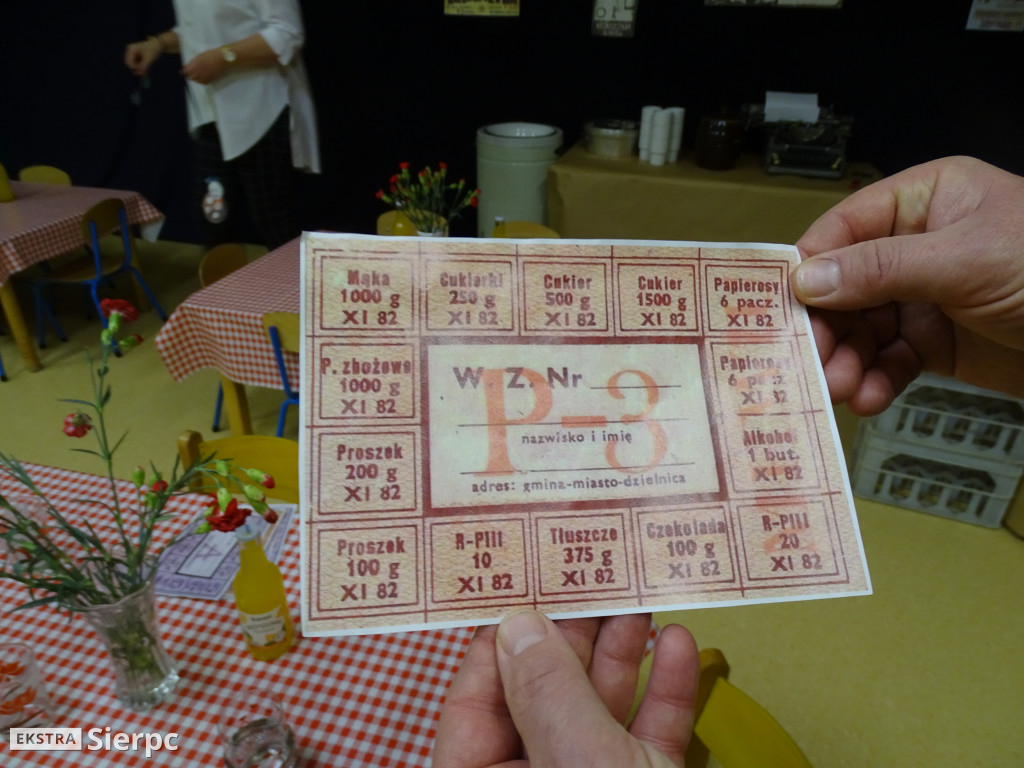 Mąka
1000 g
XI 82
Cukierki
250 g
XI 82
Cukier
500 g
XI 82
Cukier
1500 g
XI 82
Papierosy
6 pacz.
XI 82
P. zbożowe
1000 g
XI 82
W. Z. Nr
P-3
nazwisko i imię
adres: gmina-miasto-dzielnica
Papierosy
6 pacz.
XI 82
Proszek
200 g
XI 82
Alkohol
1 but.
XI 82
Proszek
100 g
XI 82
R-PIII
10
XI 82
Tłuszcze
375 g
XI 82
Czekolada
100 g
XI 82
R-PIII
20
XI 82
EKSTRA Sierpc